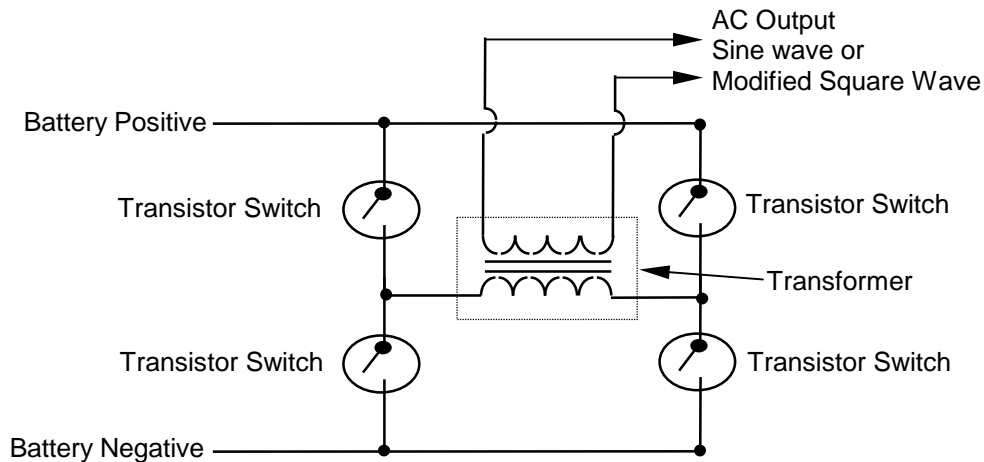 AC Output
Sine wave or
Modified Square Wave
Battery Positive
Transistor Switch
Transistor Switch
Transformer
Transistor Switch
Transistor Switch
Battery Negative